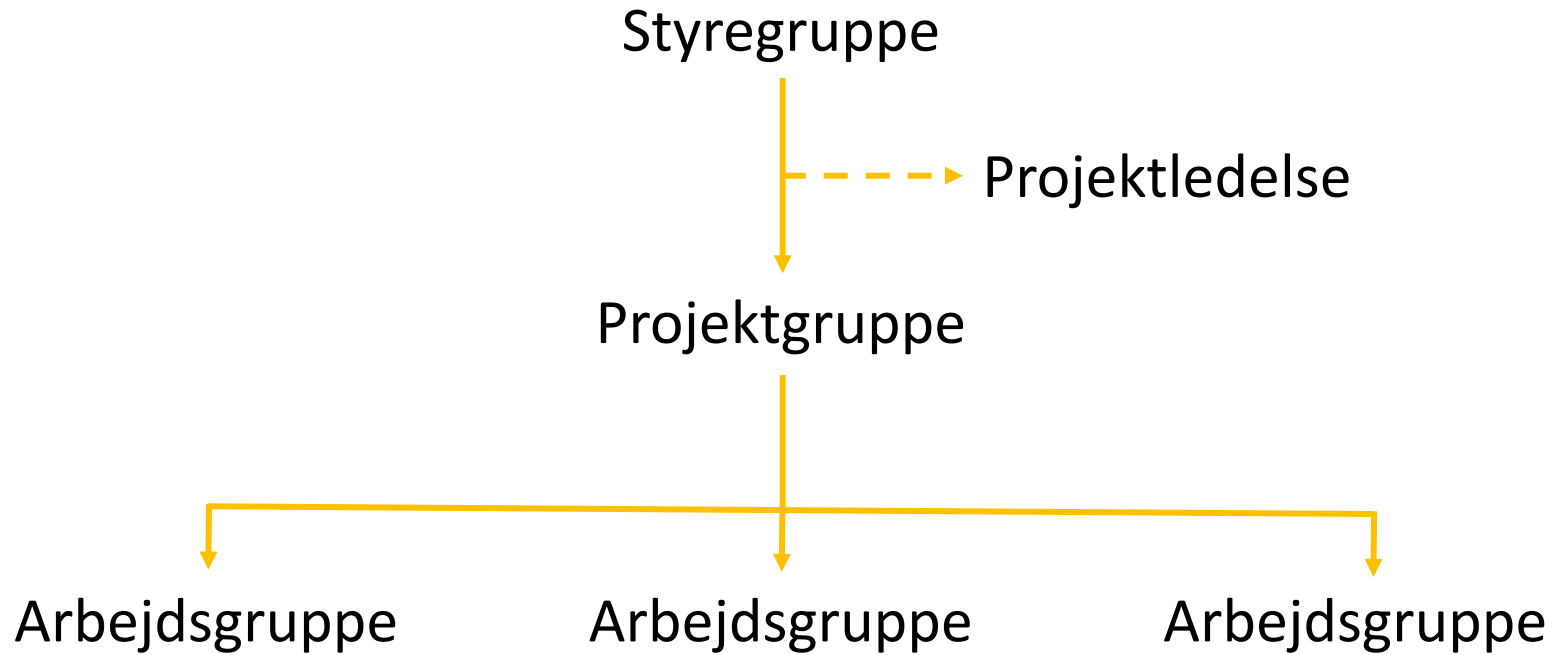 Styregruppe
Projektledelse
Projektgruppe
Arbejdsgruppe
Arbejdsgruppe
Arbejdsgruppe